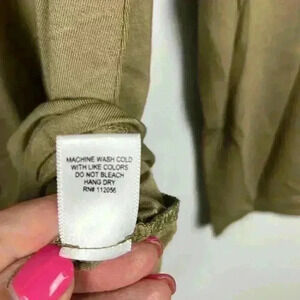 MACHINE WASH COLD
WITH LIKE COLORS
DO NOT BLEACH
HANG DRY
RN# 112056